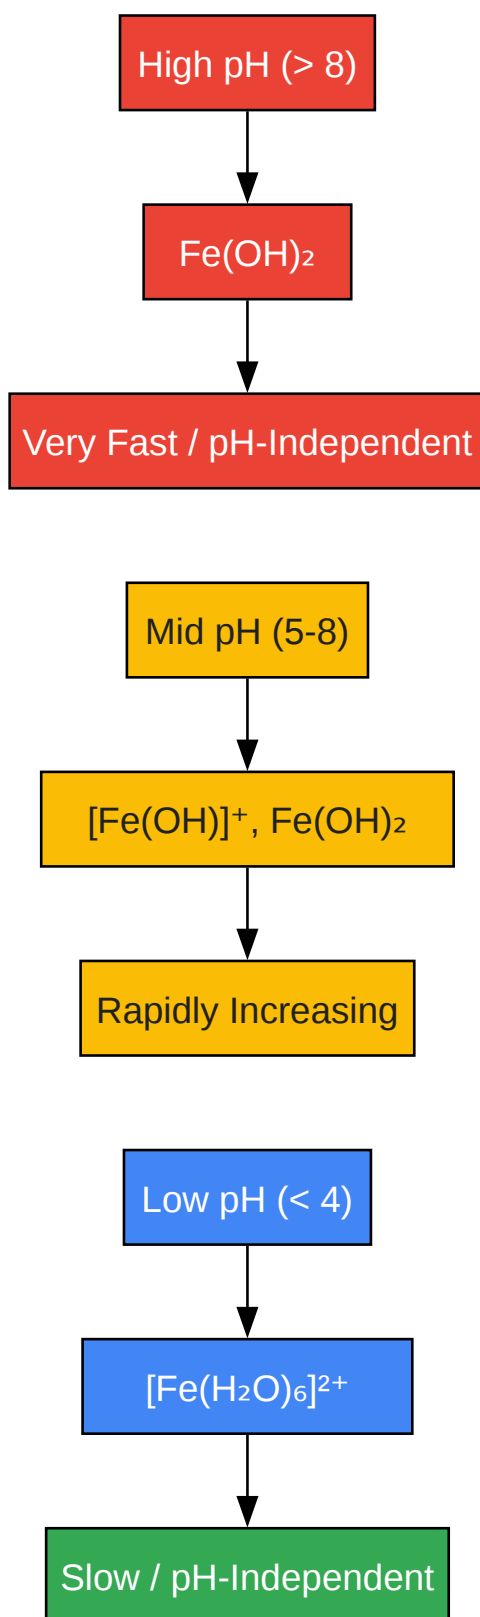 High pH (> 8)
Fe(OH)₂
Very Fast / pH-Independent
Mid pH (5-8)
[Fe(OH)]⁺, Fe(OH)₂
Rapidly Increasing
Low pH (< 4)
[Fe(H₂O)₆]²⁺
Slow / pH-Independent